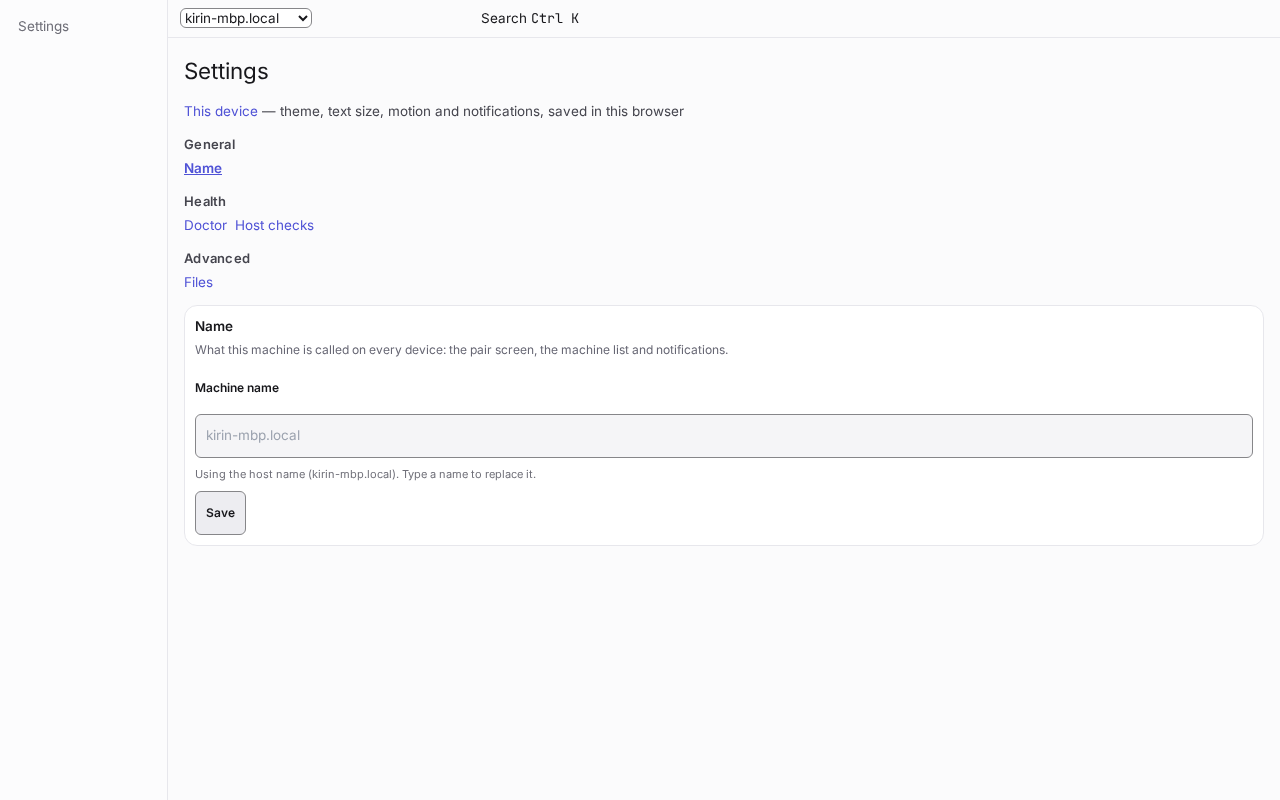 Settings
kirin-mbp.local
Search Ctrl K
Settings
This device — theme, text size, motion and notifications, saved in this browser
General
Name
Health
Doctor Host checks
Advanced
Files
Name
What this machine is called on every device: the pair screen, the machine list and notifications.
Machine name
kirin-mbp.local
Using the host name (kirin-mbp.local). Type a name to replace it.
Save